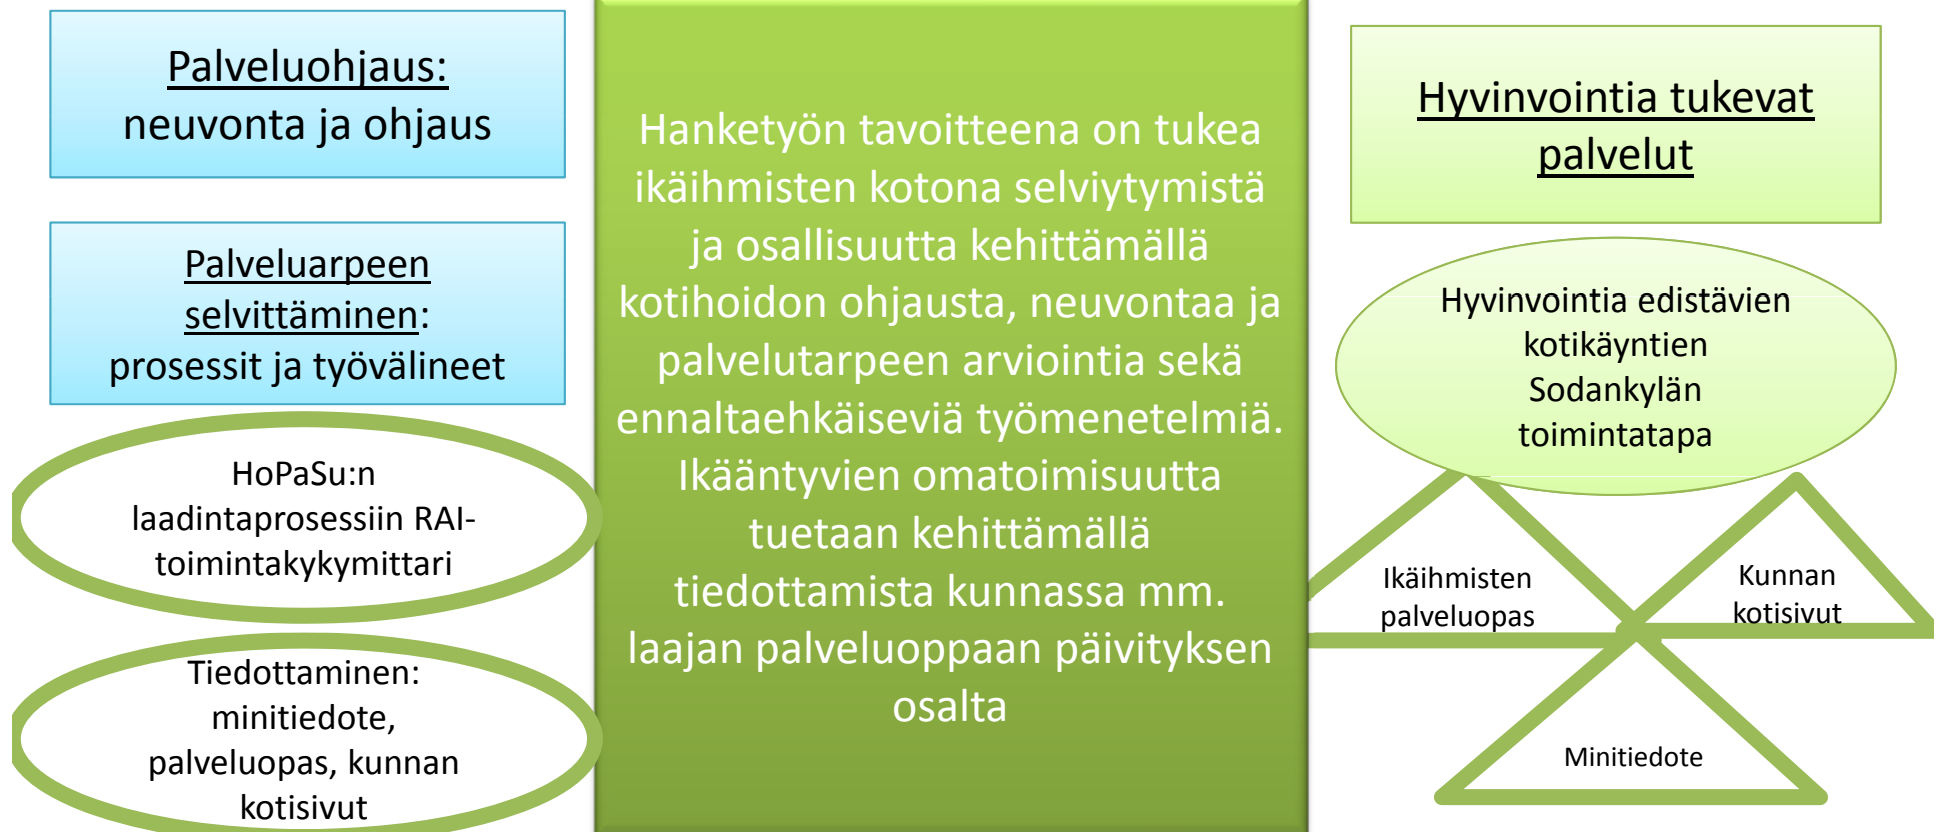 Palveluohjaus:
neuvonta ja ohjaus
Palveluarpeen
selvittäminen:
prosessit ja työvälineet
HoPaSu:n
laadintaprosessiin RAI-
toimintakykymittari
Tiedottaminen:
minitiedote,
palveluopas, kunnan
kotisivut
Hanketyön tavoitteena on tukea
ikäihmisten kotona selviytymistä
ja osallisuutta kehittämällä
kotihoidon ohjausta, neuvontaa ja
palvelutarpeen arviointia sekä
ennaltaehkäiseviä työmenetelmiä.
Ikääntyvien omatoimisuutta
tuetaan kehittämällä
tiedottamista kunnassa mm.
laajan palveluoppaan päivityksen
osalta
Hyvinvointia tukevat
palvelut
Hyvinvointia edistävien
kotikäyntien
Sodankylän
toimintatapa
Ikäihmisten
palveluopas
Kunnan
kotisivut
Minitiedote